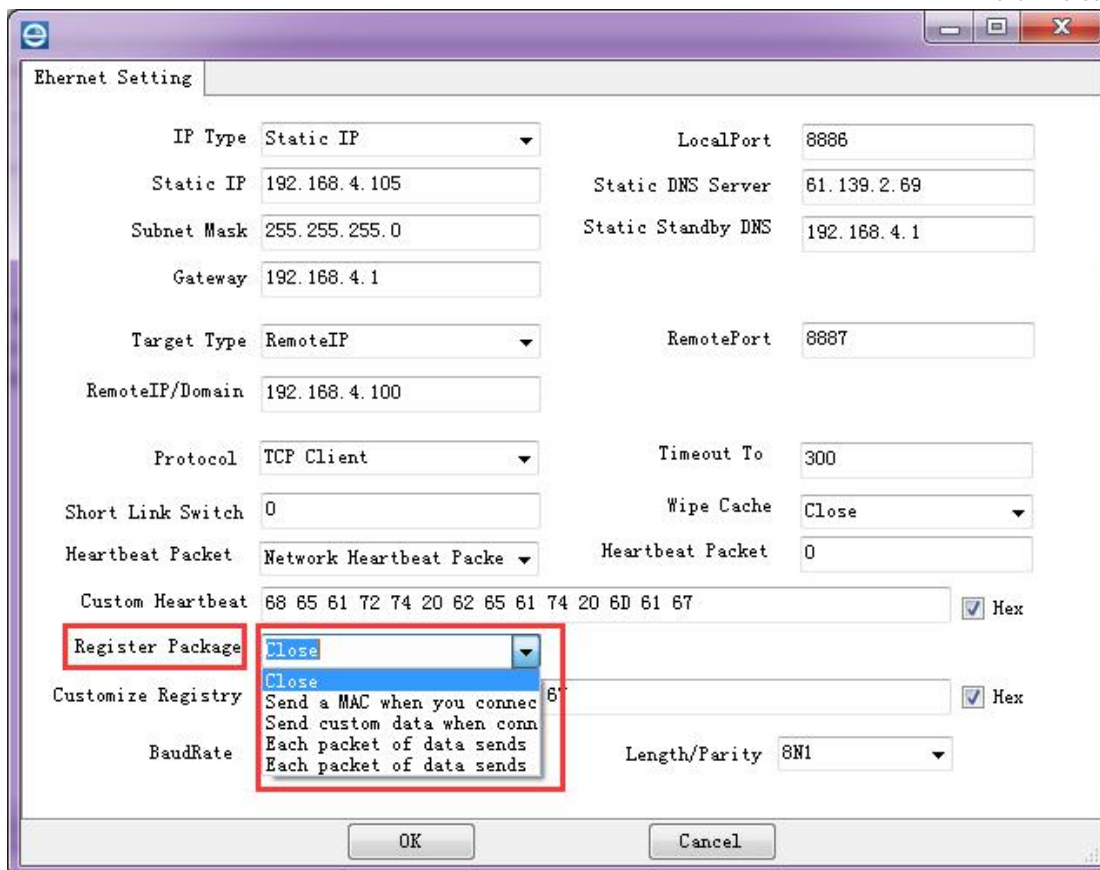 Ehernet Setting
IP Type Static IP LocalPort 8886
Static IP 192.168.4.105 Static DNS Server 61.139.2.69
Subnet Mask 255.255.255.0 Static Standby DNS 192.168.4.1
Gateway 192.168.4.1
Target Type RemoteIP RemotePort 8887
RemoteIP/Domain 192.168.4.100
Protocol TCP Client Timeout To 300
Short Link Switch 0 Wipe Cache Close
Heartbeat Packet Network Heartbeat Packe Heartbeat Packet 0
Custom Heartbeat 68 65 61 72 74 20 62 65 61 74 20 6D 61 67 Hex
Register Package Close
Close
Customize Registry 67 Hex
Send a MAC when you connec
Send custom data when conn
Each packet of data sends
Each packet of data sends
BaudRate Length/Parity 8N1
OK Cancel